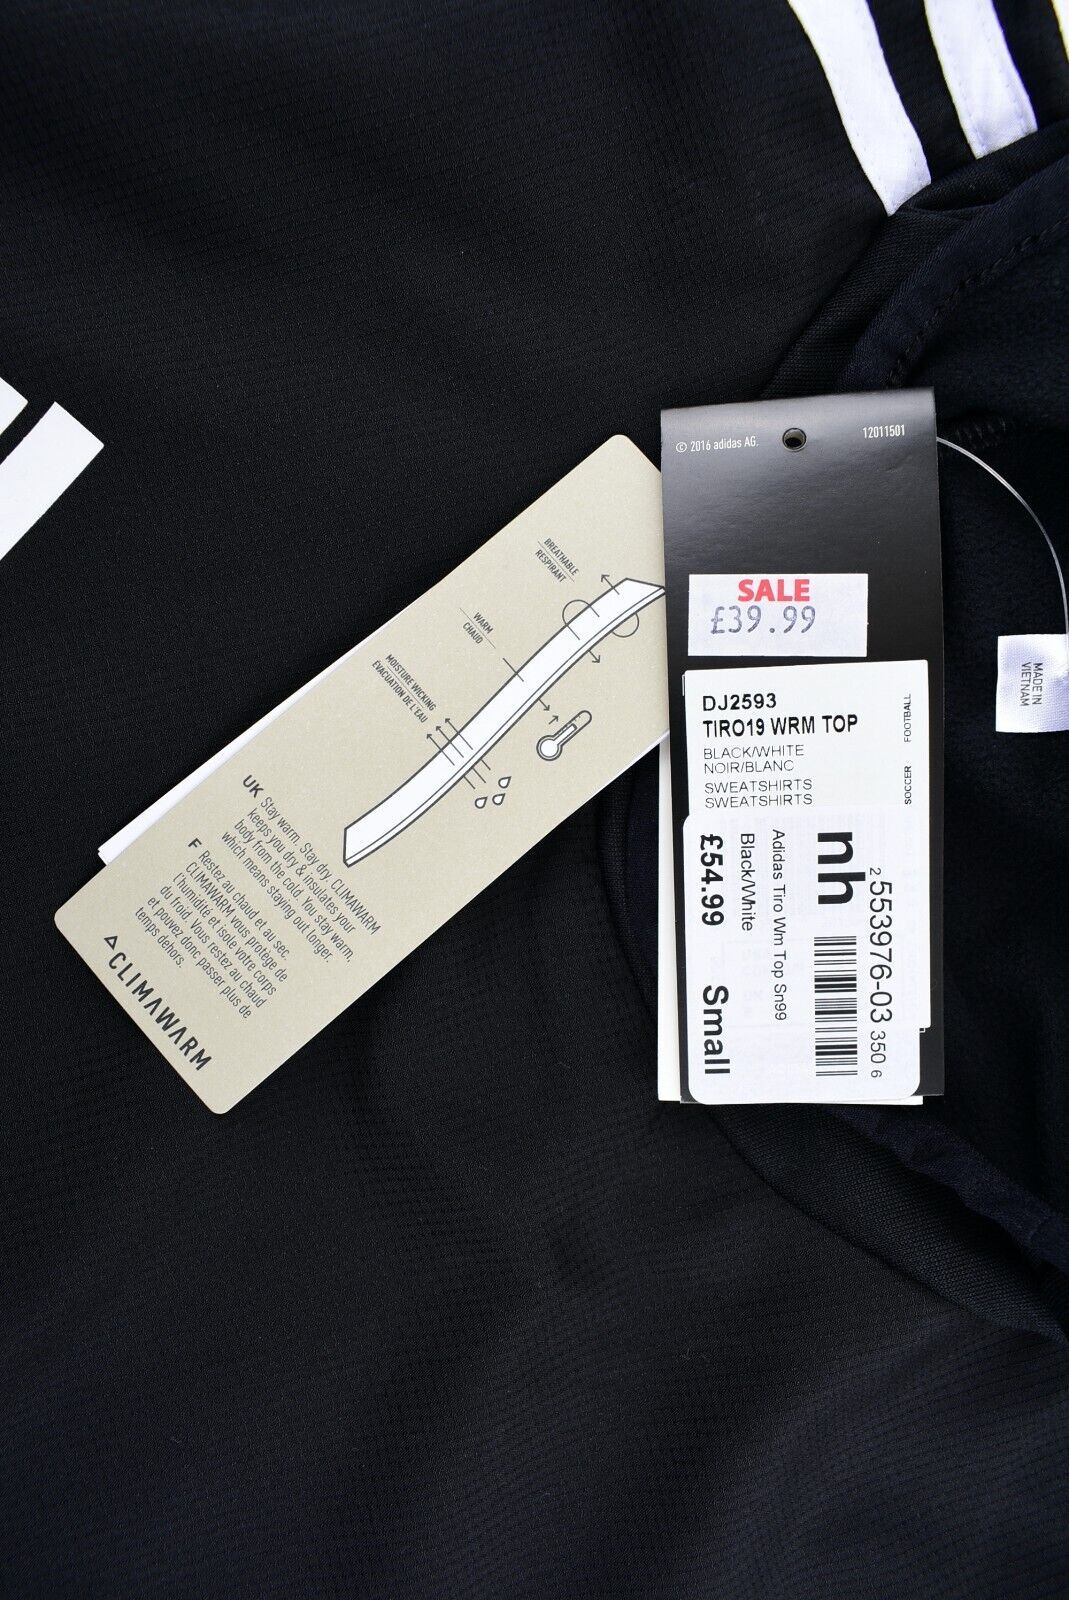 © 2016 adidas AG.
12011501
SALE
£39.99
DJ2593
TIRO19 WRM TOP
BLACK/WHITE
NOIR/BLANC
SWEATSHIRTS
SWEATSHIRTS
SOCCER
FOOTBALL
nh
2 553976-03 350 6
Adidas Tiro Wm Top Sn99
Black/White
£54.99
Small
MADE IN
VIETNAM
BREATHABLE
RESPIRANT
WARM
CHAUD
MOISTURE WICKING
ÉVACUATION DE L'EAU
UK Stay warm. Stay dry. CLIMAWARM
keeps you dry & insulates your
body from the cold. You stay warm,
which means staying out longer.
F Restez au chaud et au sec.
CLIMAWARM vous protège de
l'humidité et isole votre corps
du froid. Vous restez au chaud
et pouvez donc passer plus de
temps dehors.
CLIMAWARM